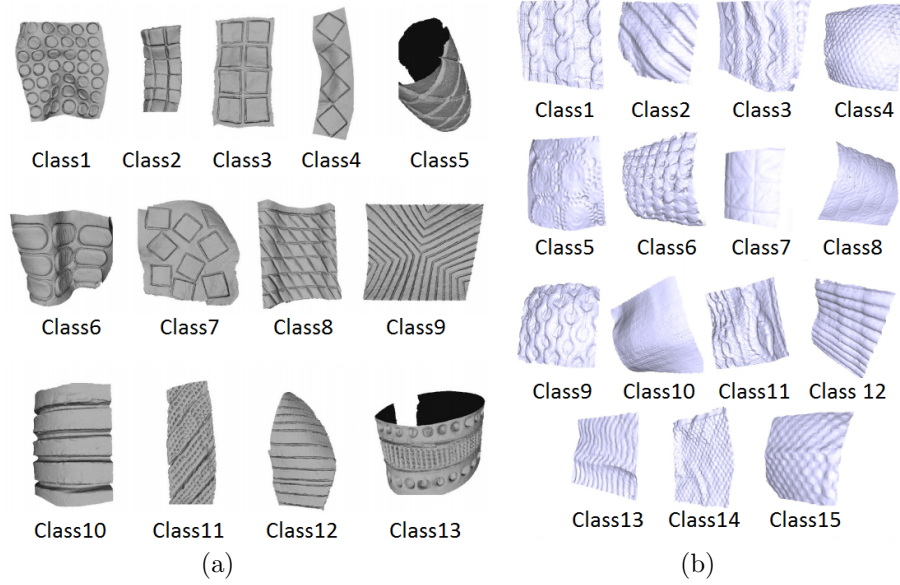 Class1 Class2 Class3 Class4 Class5
Class6 Class7 Class8 Class9
Class10 Class11 Class12 Class13
(a)
Class1 Class2 Class3 Class4
Class5 Class6 Class7 Class8
Class9 Class10 Class11 Class 12
Class13 Class14 Class15
(b)